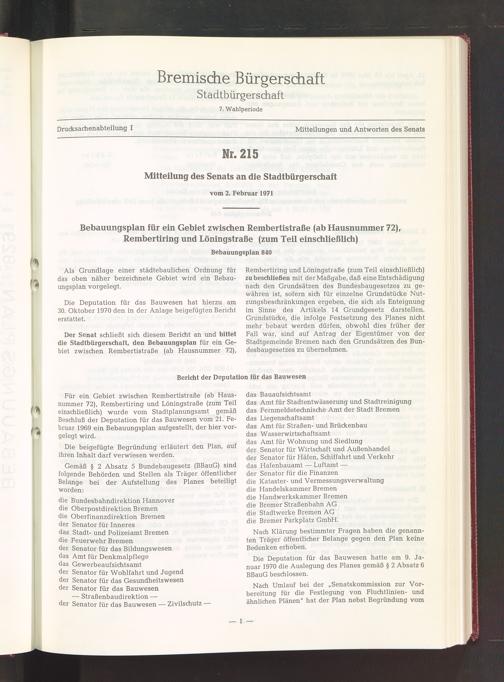 Bremische Bürgerschaft
Stadtbürgerschaft
7. Wahlperiode
Drucksachenabteilung I
Mitteilungen und Antworten des Senats
Nr. 215
Mitteilung des Senats an die Stadtbürgerschaft
vom 2. Februar 1971
Bebauungsplan für ein Gebiet zwischen Rembertistraße (ab Hausnummer 72),
Rembertiring und Löningstraße (zum Teil einschließlich)
Bebauungsplan 840
Als Grundlage einer städtebaulichen Ordnung für
das oben näher bezeichnete Gebiet wird ein Bebau-
ungsplan vorgelegt.
Die Deputation für das Bauwesen hat hierzu am
30. Oktober 1970 den in der Anlage beigefügten Bericht
erstattet.
Der Senat schließt sich diesem Bericht an und bittet
die Stadtbürgerschaft, den Bebauungsplan für ein Ge-
biet zwischen Rembertistraße (ab Hausnummer 72),
Rembertiring und Löningstraße (zum Teil einschließlich)
zu beschließen mit der Maßgabe, daß eine Entschädigung
nach den Grundsätzen des Bundesbaugesetzes zu ge-
währen ist, sofern sich für einzelne Grundstücke Nut-
zungsbeschränkungen ergeben, die sich als Enteignung
im Sinne des Artikels 14 Grundgesetz darstellen.
Grundstücke, die infolge Festsetzung des Planes nicht
mehr bebaut werden dürfen, obwohl dies früher der
Fall war, sind auf Antrag der Eigentümer von der
Stadtgemeinde Bremen nach den Grundsätzen des Bun-
desbaugesetzes zu übernehmen.
Bericht der Deputation für das Bauwesen
Für ein Gebiet zwischen Rembertistraße (ab Haus-
nummer 72), Rembertiring und Löningstraße (zum Teil
einschließlich) wurde vom Stadtplanungsamt gemäß
Beschluß der Deputation für das Bauwesen vom 21. Fe-
bruar 1969 ein Bebauungsplan aufgestellt, der hier vor-
gelegt wird.
Die beigefügte Begründung erläutert den Plan, auf
ihren Inhalt darf verwiesen werden.
Gemäß § 2 Absatz 5 Bundesbaugesetz (BBauG) sind
folgende Behörden und Stellen als Träger öffentlicher
Belange bei der Aufstellung des Planes beteiligt
worden:
die Bundesbahndirektion Hannover
die Oberpostdirektion Bremen
die Oberfinanzdirektion Bremen
der Senator für Inneres
das Stadt- und Polizeiamt Bremen
die Feuerwehr Bremen
der Senator für das Bildungswesen
das Amt für Denkmalpflege
das Gewerbeaufsichtsamt
der Senator für Wohlfahrt und Jugend
der Senator für das Gesundheitswesen
der Senator für das Bauwesen
— Straßenbaudirektion —
der Senator für das Bauwesen — Zivilschutz —
das Bauaufsichtsamt
das Amt für Stadtentwässerung und Stadtreinigung
das Fernmeldetechnische Amt der Stadt Bremen
das Liegenschaftsamt
das Amt für Straßen- und Brückenbau
das Wasserwirtschaftsamt
das Amt für Wohnung und Siedlung
der Senator für Wirtschaft und Außenhandel
der Senator für Häfen, Schiffahrt und Verkehr
das Hafenbauamt — Luftamt —
der Senator für die Finanzen
die Kataster- und Vermessungsverwaltung
die Handelskammer Bremen
die Handwerkskammer Bremen
die Bremer Straßenbahn AG
die Stadtwerke Bremen AG
die Bremer Parkplatz GmbH.
Nach Klärung bestimmter Fragen haben die genann-
ten Träger öffentlicher Belange gegen den Plan keine
Bedenken erhoben.
Die Deputation für das Bauwesen hatte am 9. Ja-
nuar 1970 die Auslegung des Planes gemäß § 2 Absatz 6
BBauG beschlossen.
Nach Umlauf bei der „Senatskommission zur Vor-
bereitung für die Festlegung von Fluchtlinien- und
ähnlichen Plänen" hat der Plan nebst Begründung vom
— 1 —